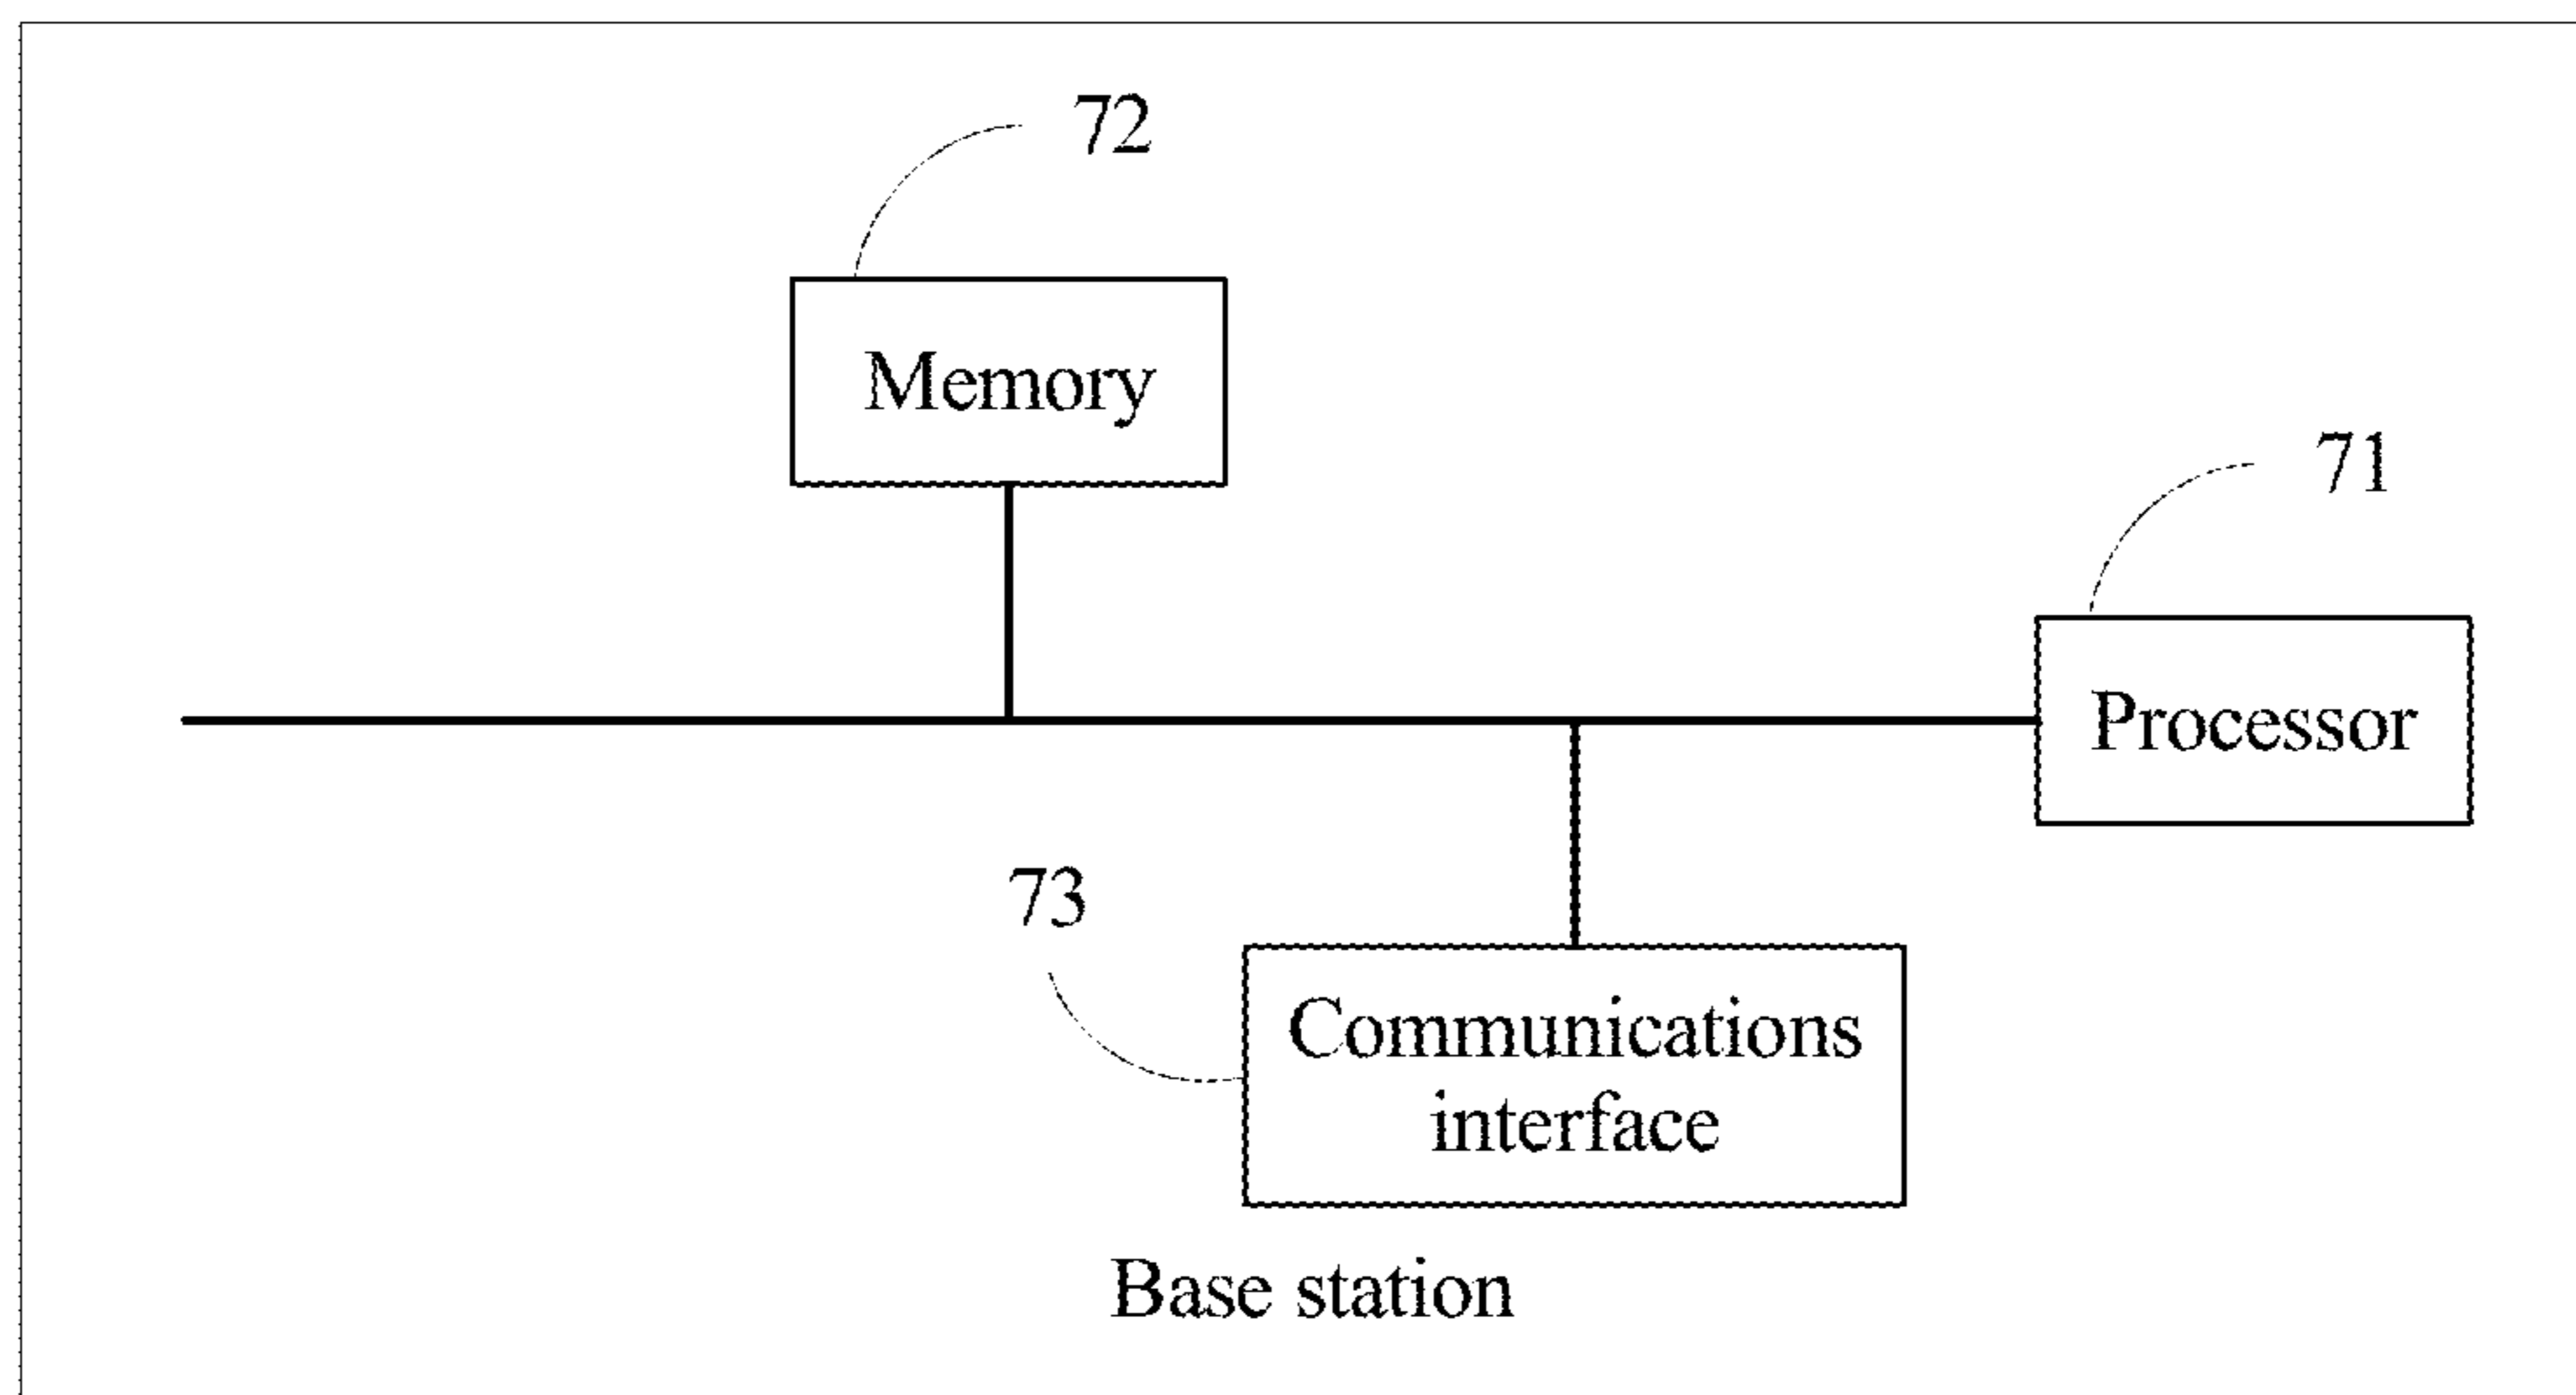 72
Memory
71
Processor
73
Communications
interface
Base station